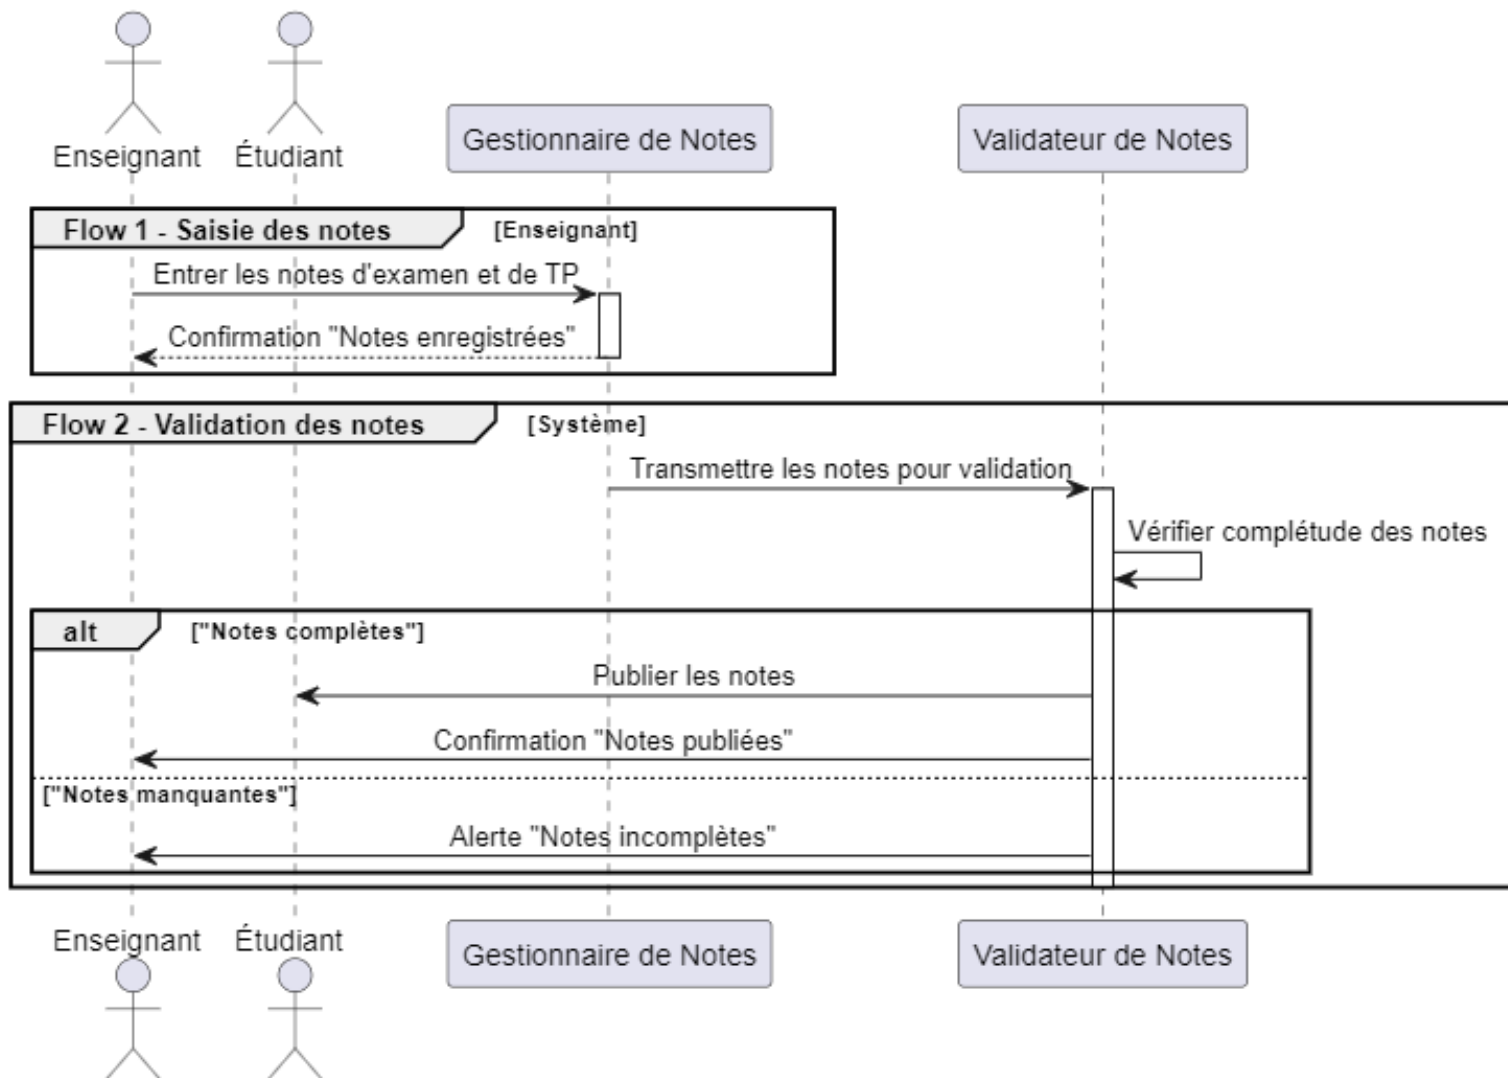 Enseignant
Étudiant
Gestionnaire de Notes
Validateur de Notes
Flow 1 - Saisie des notes
[Enseignant]
Entrer les notes d'examen et de TP
Confirmation "Notes enregistrées"
Flow 2 - Validation des notes
[Système]
Transmettre les notes pour validation
Vérifier complétude des notes
alt
["Notes complètes"]
Publier les notes
Confirmation "Notes publiées"
["Notes manquantes"]
Alerte "Notes incomplètes"
Enseignant
Étudiant
Gestionnaire de Notes
Validateur de Notes